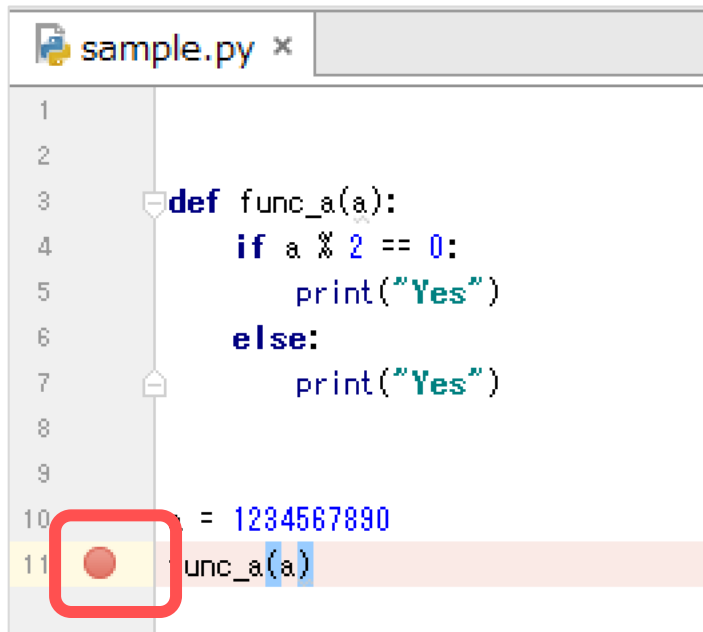 sample.py ×
1
2
3 def func_a(a):
4 if a % 2 == 0:
5 print("Yes")
6 else:
7 print("Yes")
8
9
10 = 1234567890
11 unc_a(a)